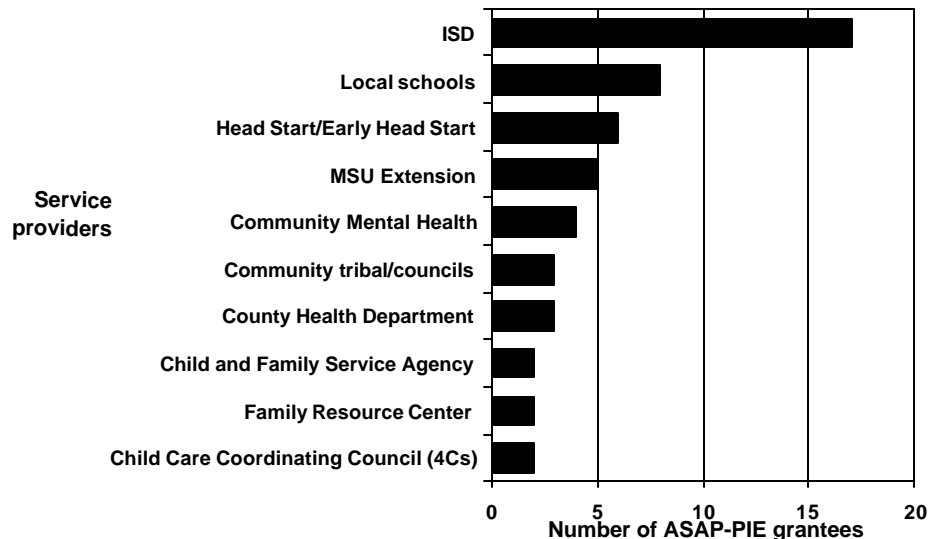 ISD
Local schools
Head Start/Early Head Start
MSU Extension
Service
providers
Community Mental Health
Community tribal/councils
County Health Department
Child and Family Service Agency
Family Resource Center
Child Care Coordinating Council (4Cs)
0 5 10 15 20
Number of ASAP-PIE grantees